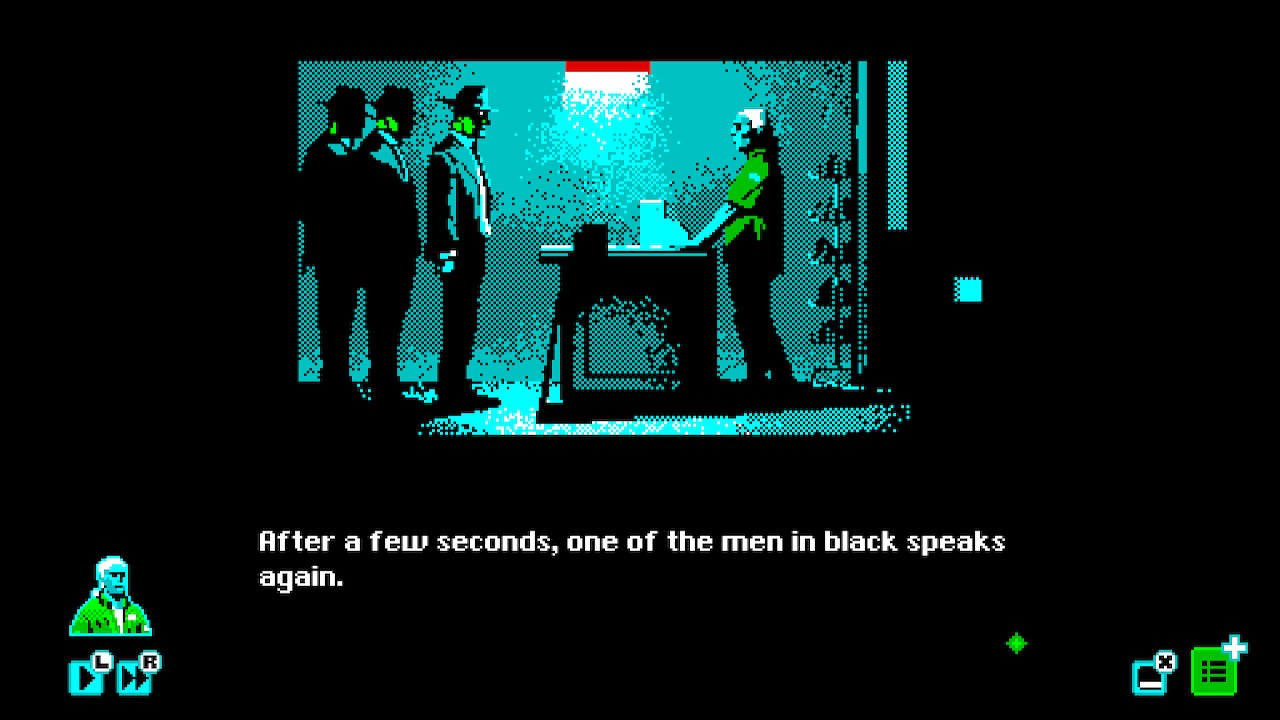 After a few seconds, one of the men in black speaks
again.
L R
X